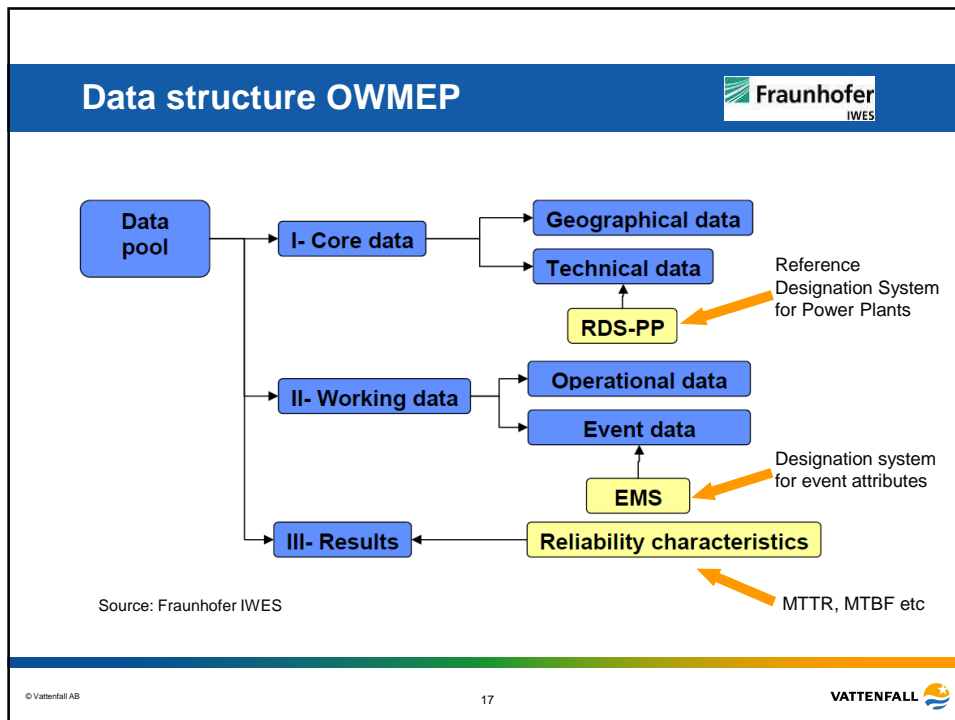 Data structure OWMEP
Fraunhofer
IWES
Data
pool
I- Core data
Geographical data
Technical data
RDS-PP
Reference
Designation System
for Power Plants
II- Working data
Operational data
Event data
EMS
Designation system
for event attributes
III- Results
Reliability characteristics
MTTR, MTBF etc
Source: Fraunhofer IWES
© Vattenfall AB
17
VATTENFALL